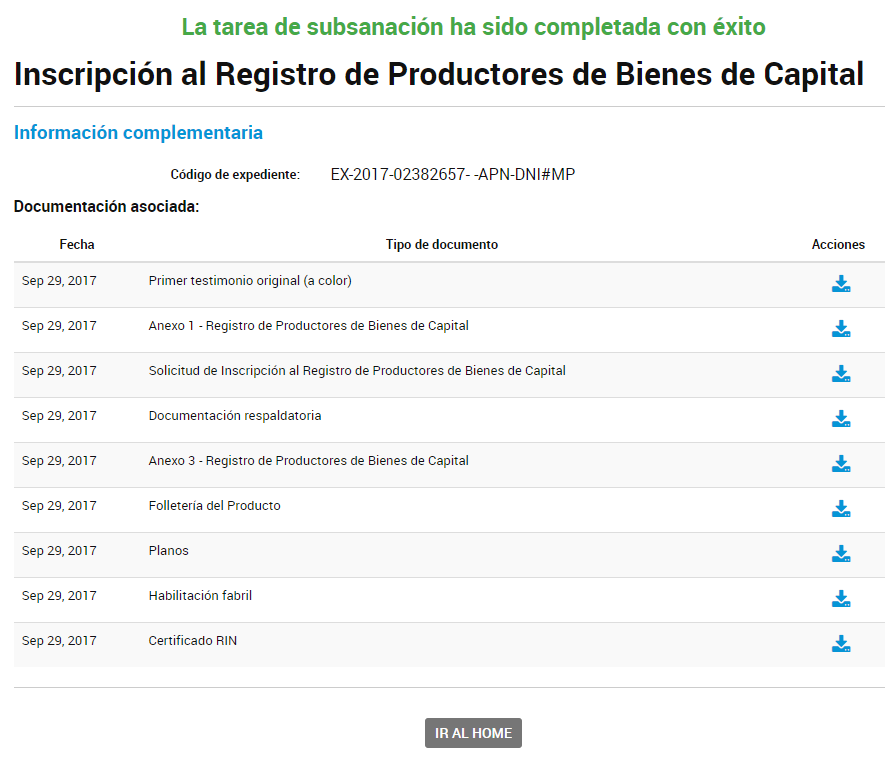 La tarea de subsanación ha sido completada con éxito
Inscripción al Registro de Productores de Bienes de Capital
Información complementaria
Código de expediente: EX-2017-02382657- -APN-DNI#MP
Documentación asociada:
Fecha Tipo de documento Acciones
Sep 29, 2017 Primer testimonio original (a color)
Sep 29, 2017 Anexo 1 - Registro de Productores de Bienes de Capital
Sep 29, 2017 Solicitud de Inscripción al Registro de Productores de Bienes de Capital
Sep 29, 2017 Documentación respaldatoria
Sep 29, 2017 Anexo 3 - Registro de Productores de Bienes de Capital
Sep 29, 2017 Folletería del Producto
Sep 29, 2017 Planos
Sep 29, 2017 Habilitación fabril
Sep 29, 2017 Certificado RIN
IR AL HOME